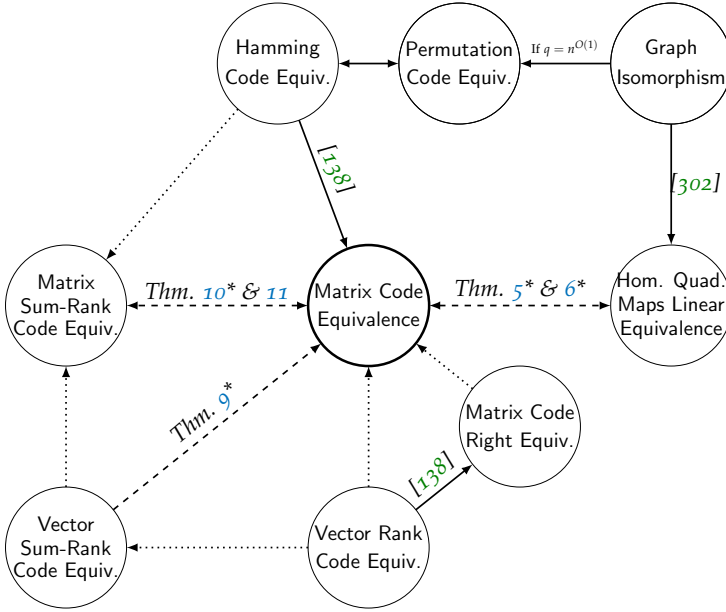 Hamming
Code Equiv.
Permutation
Code Equiv.
If q = n^{O(1)}
Graph
Isomorphism
[138]
[302]
Matrix
Sum-Rank
Code Equiv.
Thm. 10* & 11
Matrix Code
Equivalence
Thm. 5* & 6*
Hom. Quad.
Maps Linear
Equivalence
Thm. 9*
Matrix Code
Right Equiv.
[138]
Vector
Sum-Rank
Code Equiv.
Vector Rank
Code Equiv.